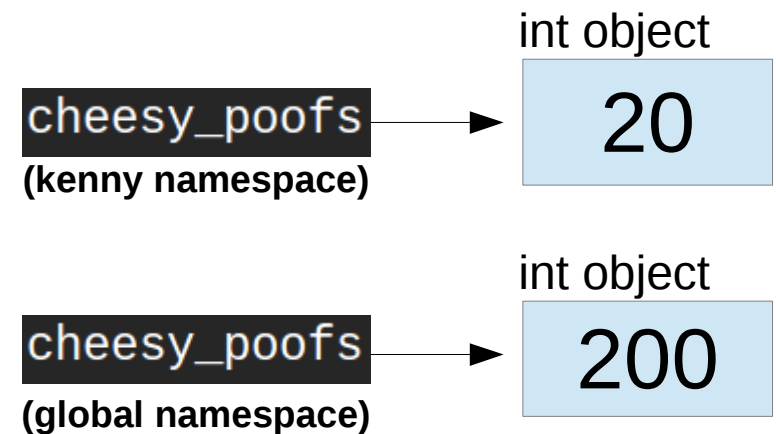 int object
cheesy_poofs
20
(kenny namespace)
int object
cheesy_poofs
200
(global namespace)